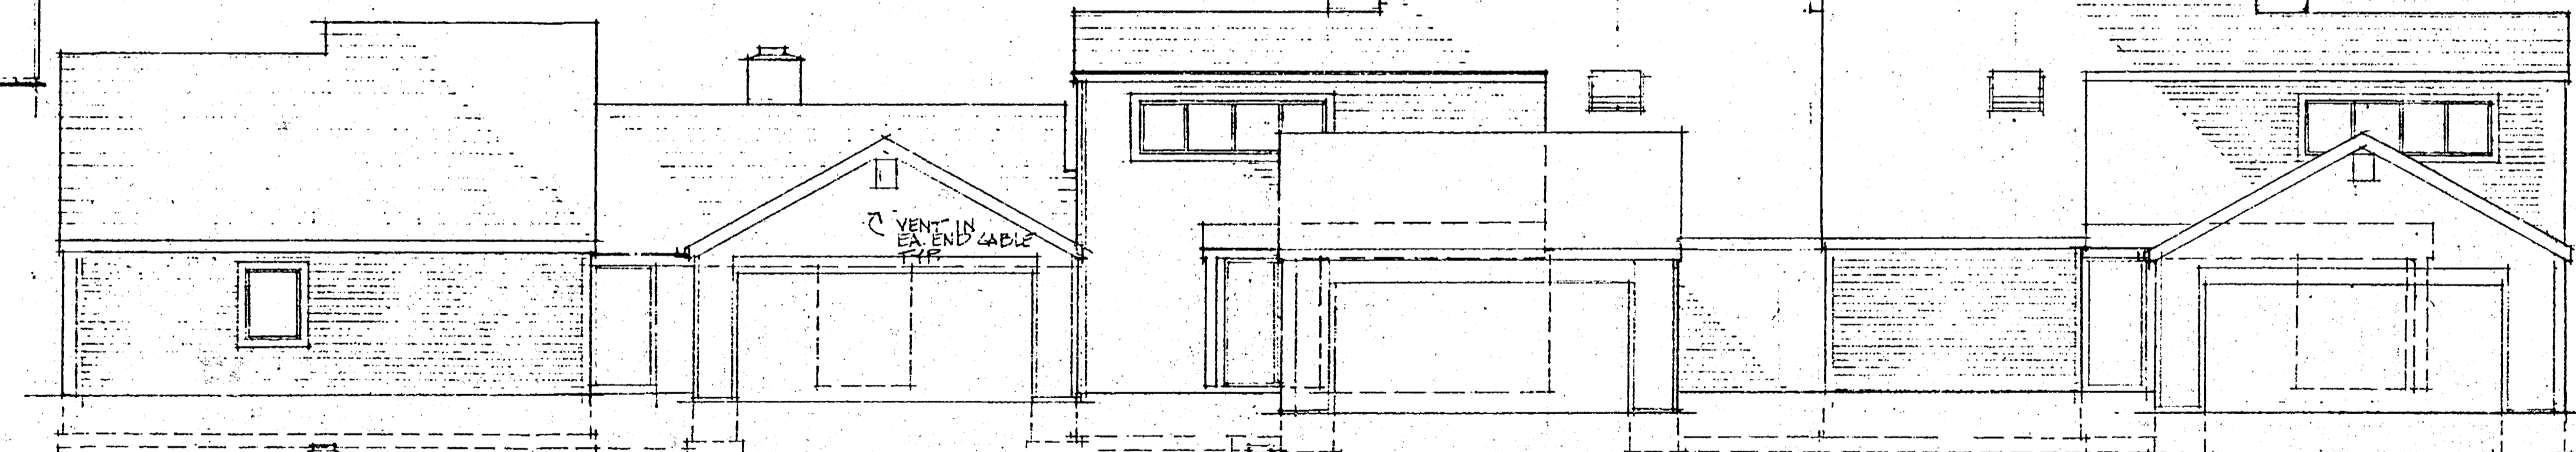 VENT IN
EA. END GABLE
TYP.